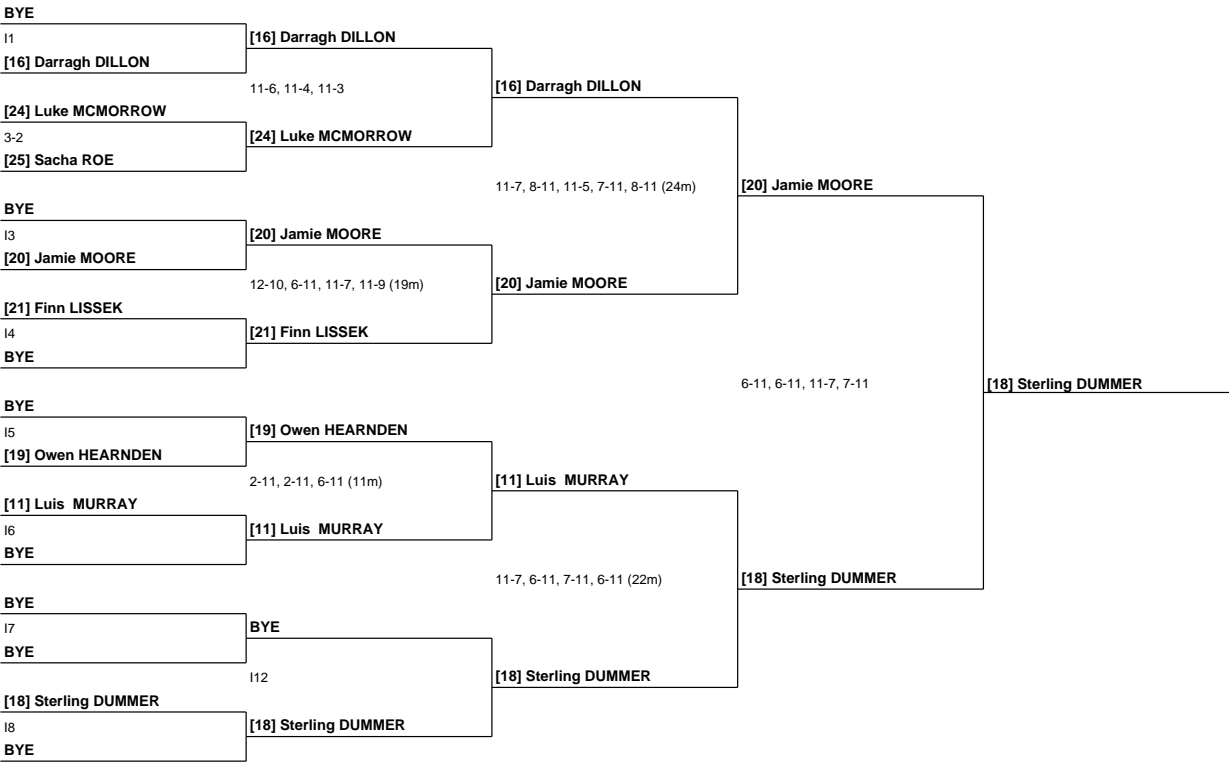 BYE
I1
[16] Darragh DILLON
[24] Luke MCMORROW
3-2
[25] Sacha ROE
BYE
I3
[20] Jamie MOORE
[21] Finn LISSEK
I4
BYE
BYE
I5
[19] Owen HEARNDEN
[11] Luis  MURRAY
I6
BYE
BYE
I7
BYE
[18] Sterling DUMMER
I8
BYE
[16] Darragh DILLON
11-6, 11-4, 11-3
[24] Luke MCMORROW
[20] Jamie MOORE
12-10, 6-11, 11-7, 11-9 (19m)
[21] Finn LISSEK
[19] Owen HEARNDEN
2-11, 2-11, 6-11 (11m)
[11] Luis  MURRAY
BYE
I12
[18] Sterling DUMMER
[16] Darragh DILLON
11-7, 8-11, 11-5, 7-11, 8-11 (24m)
[20] Jamie MOORE
[11] Luis  MURRAY
11-7, 6-11, 7-11, 6-11 (22m)
[18] Sterling DUMMER
[20] Jamie MOORE
6-11, 6-11, 11-7, 7-11
[18] Sterling DUMMER
[18] Sterling DUMMER